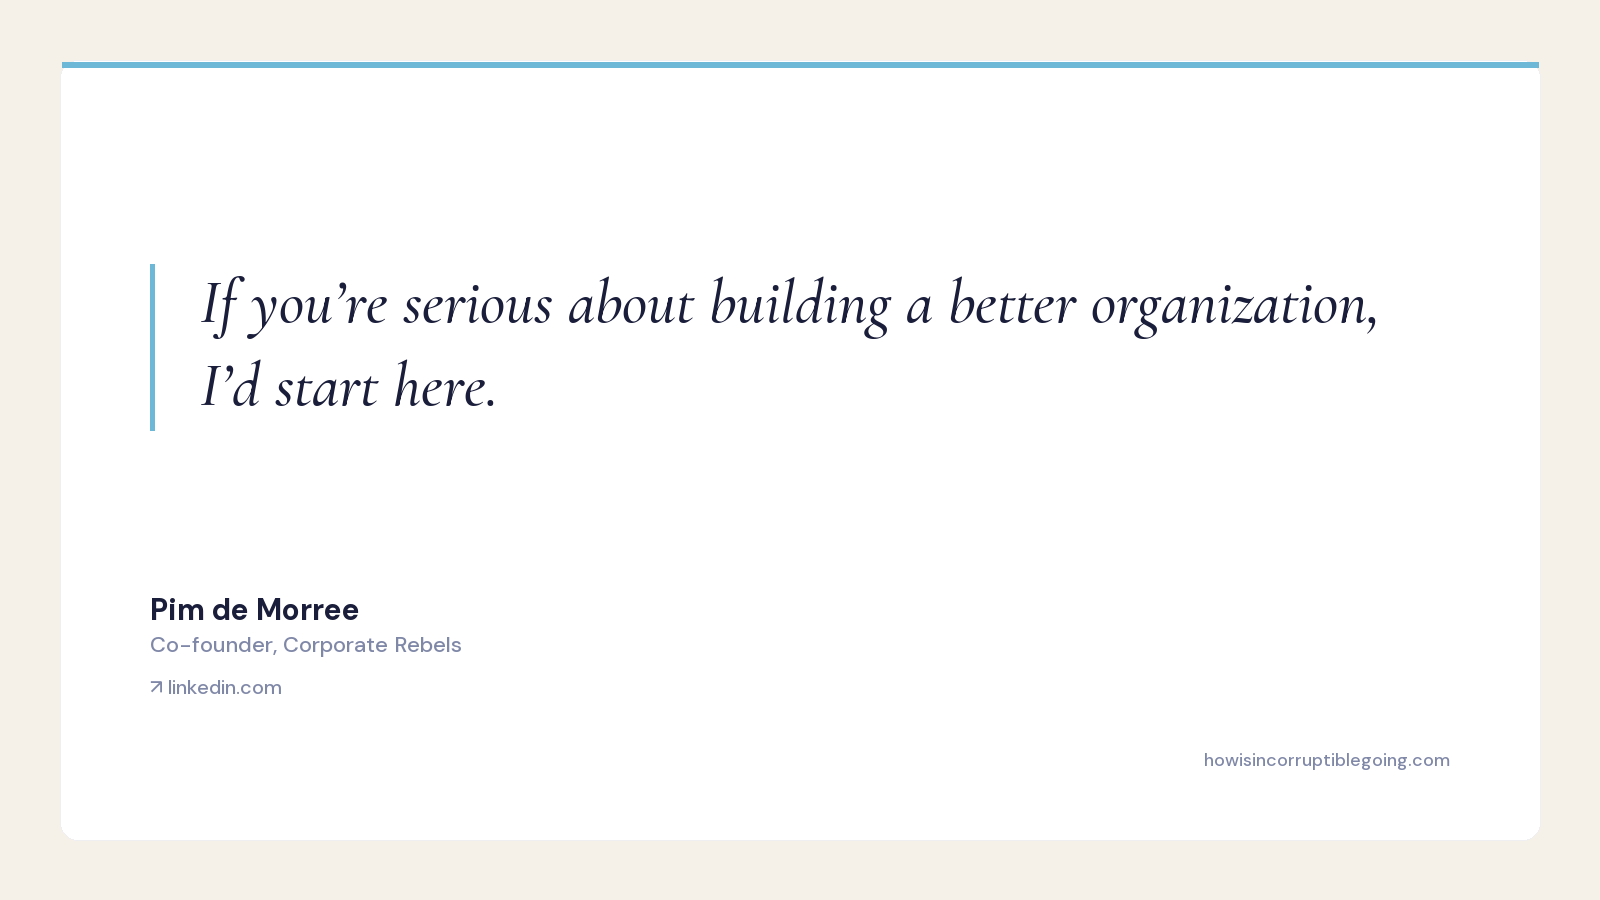 If you’re serious about building a better organization,
I’d start here.
Pim de Morree
Co-founder, Corporate Rebels
linkedin.com
howisincorruptiblegoing.com